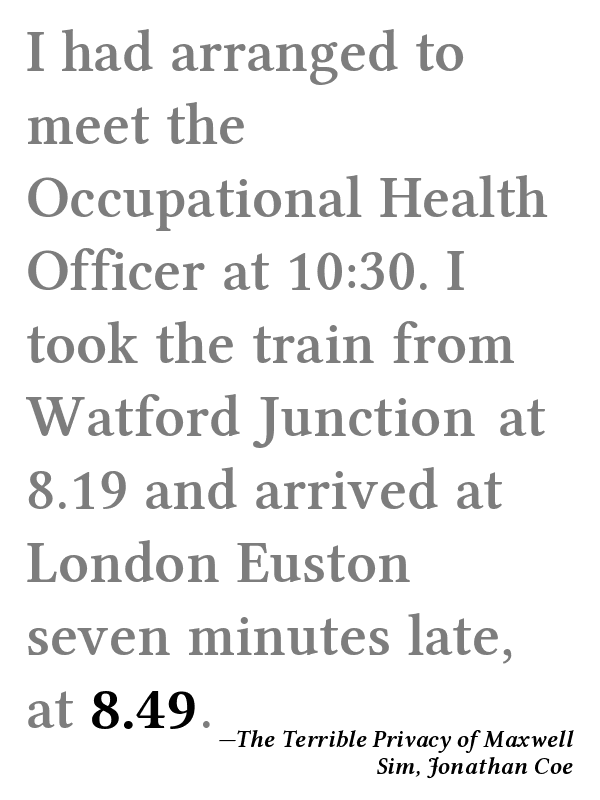 I had arranged to
meet the
Occupational Health
Officer at 10:30. I
took the train from
Watford Junction at
8.19 and arrived at
London Euston
seven minutes late,
at 8.49.
—The Terrible Privacy of Maxwell
Sim, Jonathan Coe